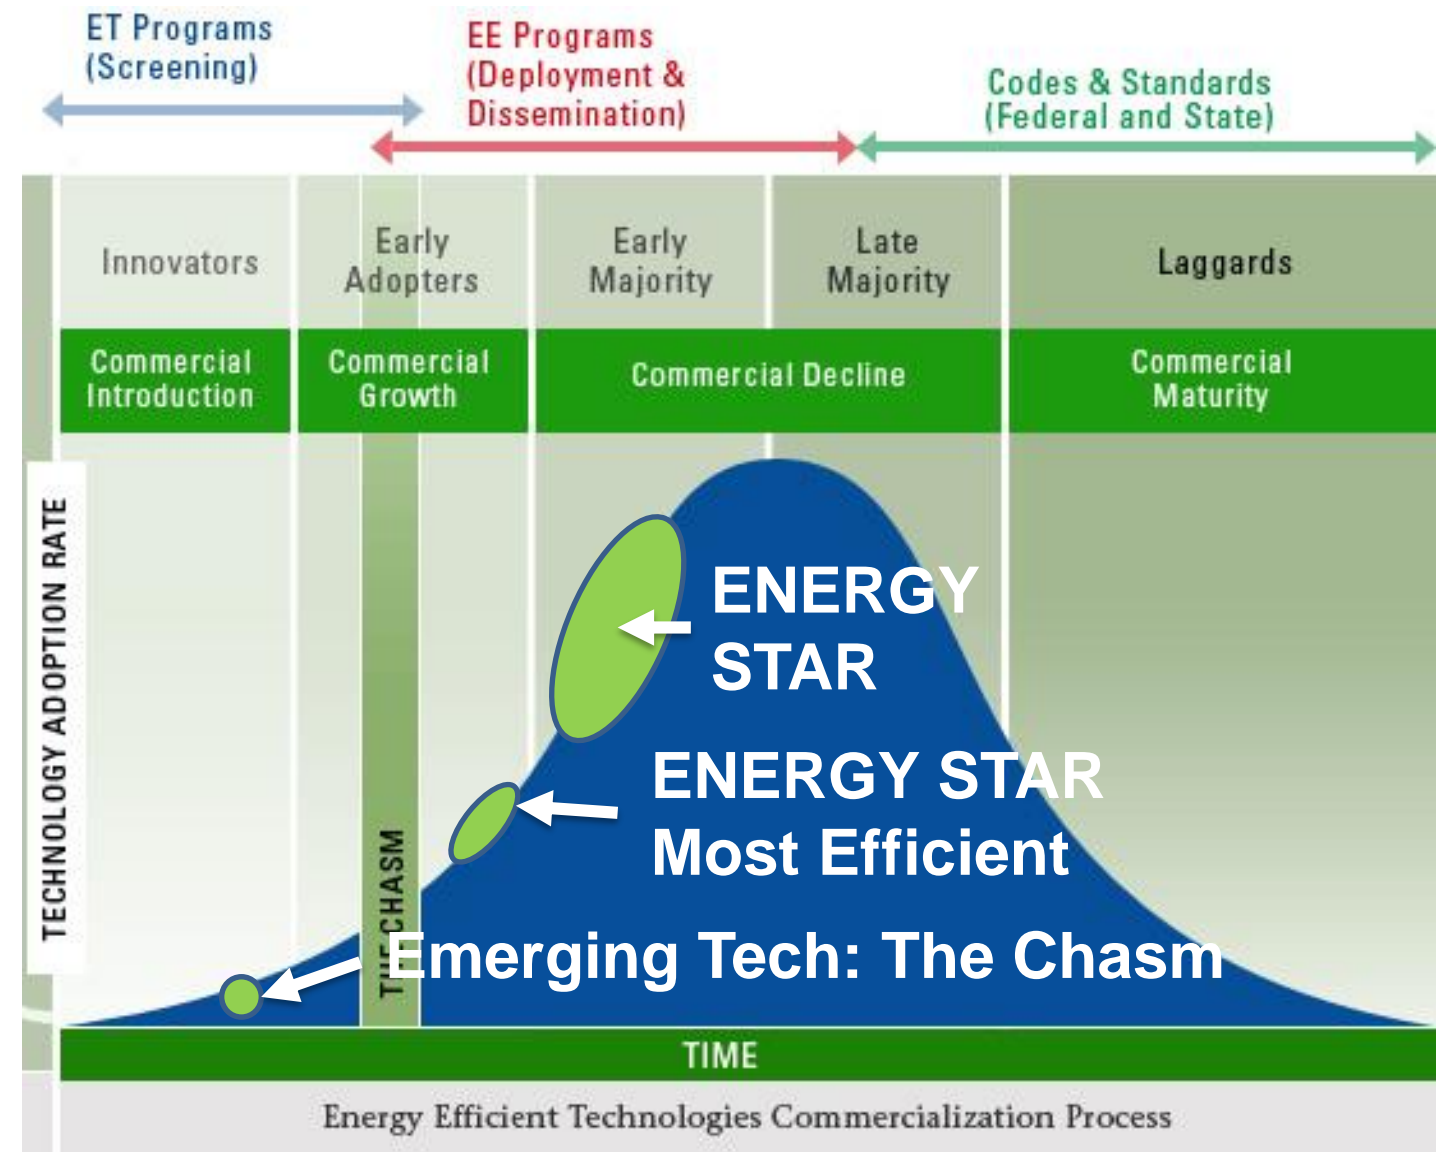 ET Programs
(Screening)
EE Programs
(Deployment &
Dissemination)
Codes & Standards
(Federal and State)
Innovators
Early
Adopters
Early
Majority
Late
Majority
Laggards
Commercial
Introduction
Commercial
Growth
Commercial Decline
Commercial
Maturity
TECHNOLOGY ADOPTION RATE
THE CHASM
ENERGY
STAR
ENERGY STAR
Most Efficient
Emerging Tech: The Chasm
TIME
Energy Efficient Technologies Commercialization Process